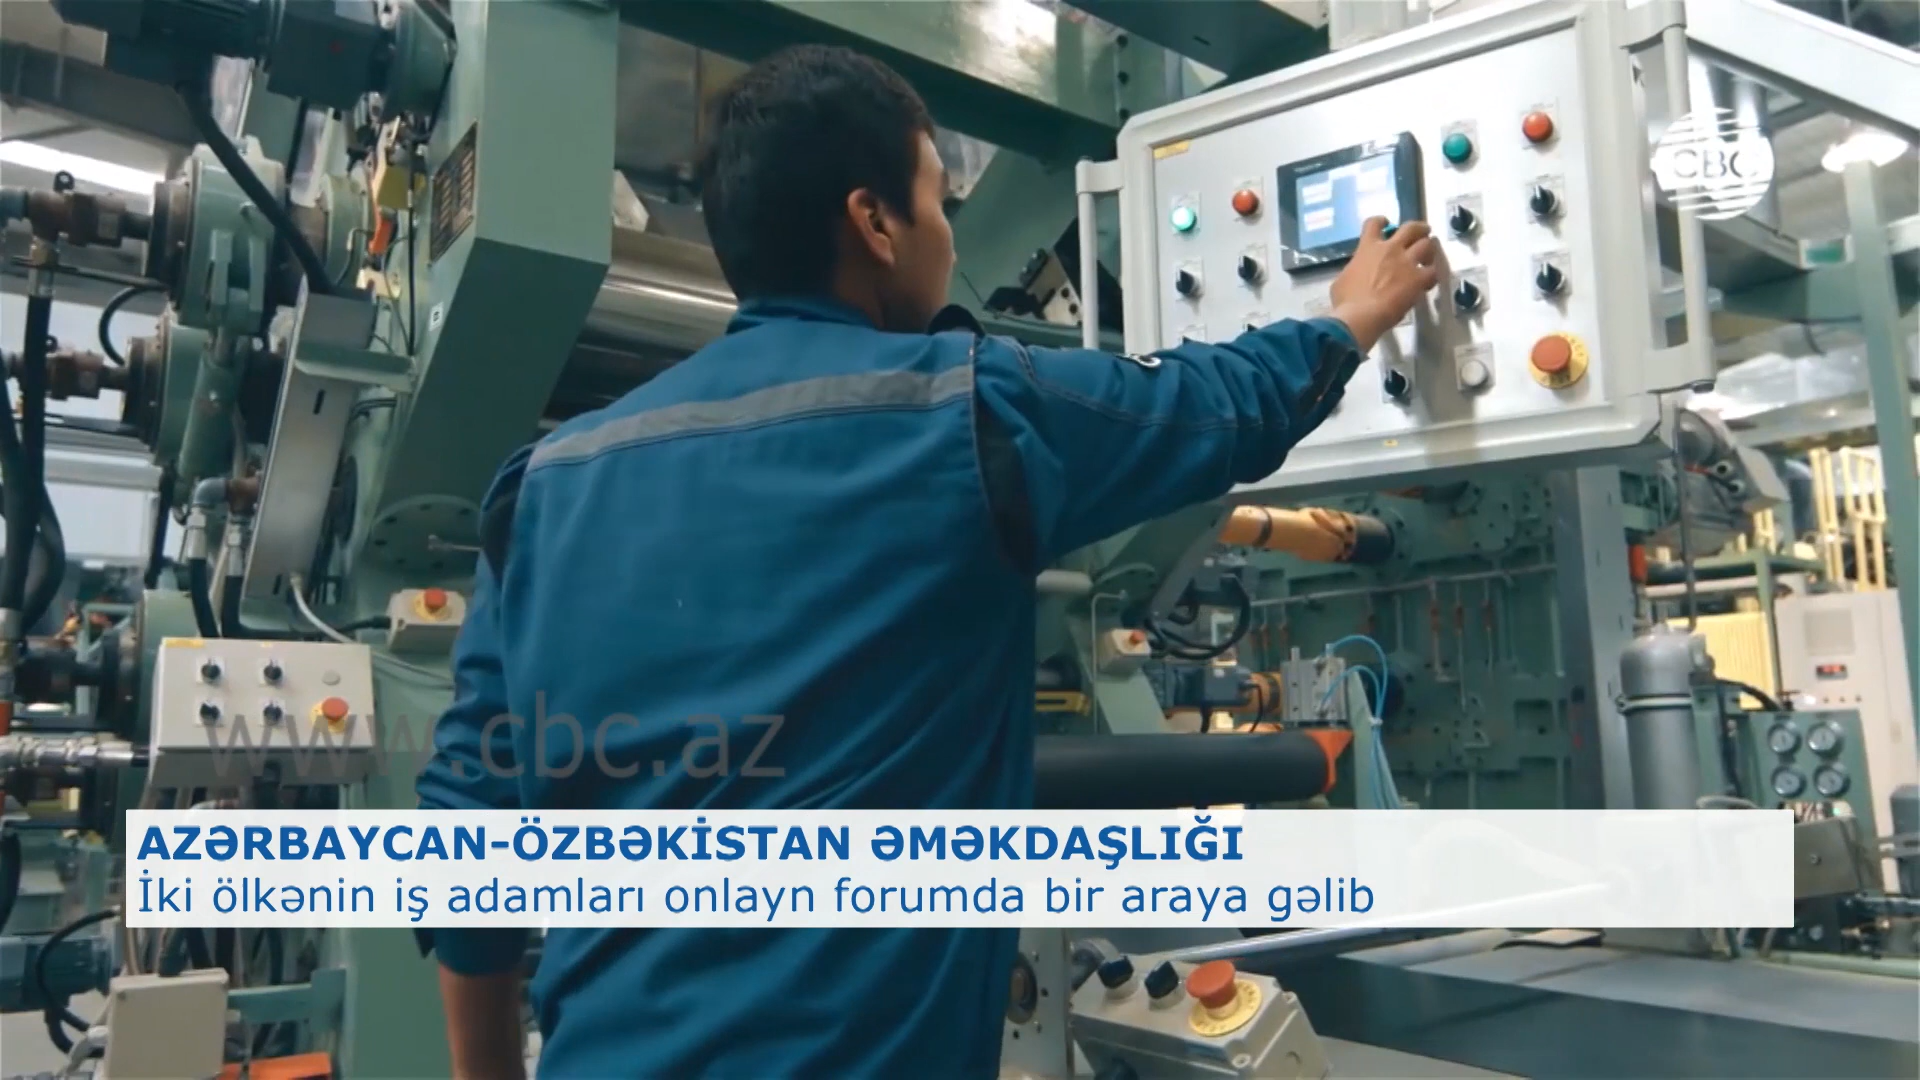 CBC
www.cbc.az
AZƏRBAYCAN-ÖZBƏKİSTAN ƏMƏKDAŞLIĞI
İki ölkənin iş adamları onlayn forumda bir araya gəlib